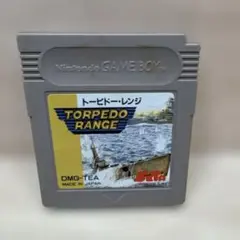 Nintendo GAME BOY
トーピドー・レンジ
TORPEDO
RANGE
DMG-TEA
MADE IN JAPAN